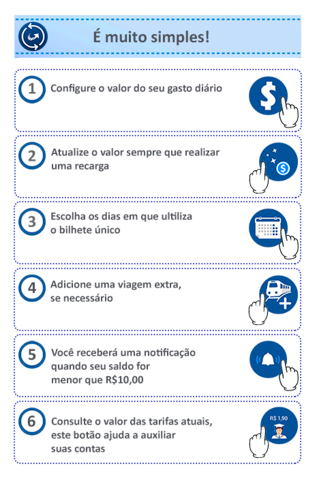 É muito simples!
1 Configure o valor do seu gasto diário
$
2 Atualize o valor sempre que realizar
uma recarga
$
3 Escolha os dias em que ultiliza
o bilhete único
4 Adicione uma viagem extra,
se necessário
5 Você receberá uma notificação
quando seu saldo for
menor que R$10,00
6 Consulte o valor das tarifas atuais,
este botão ajuda a auxiliar
suas contas
R$ 1,90